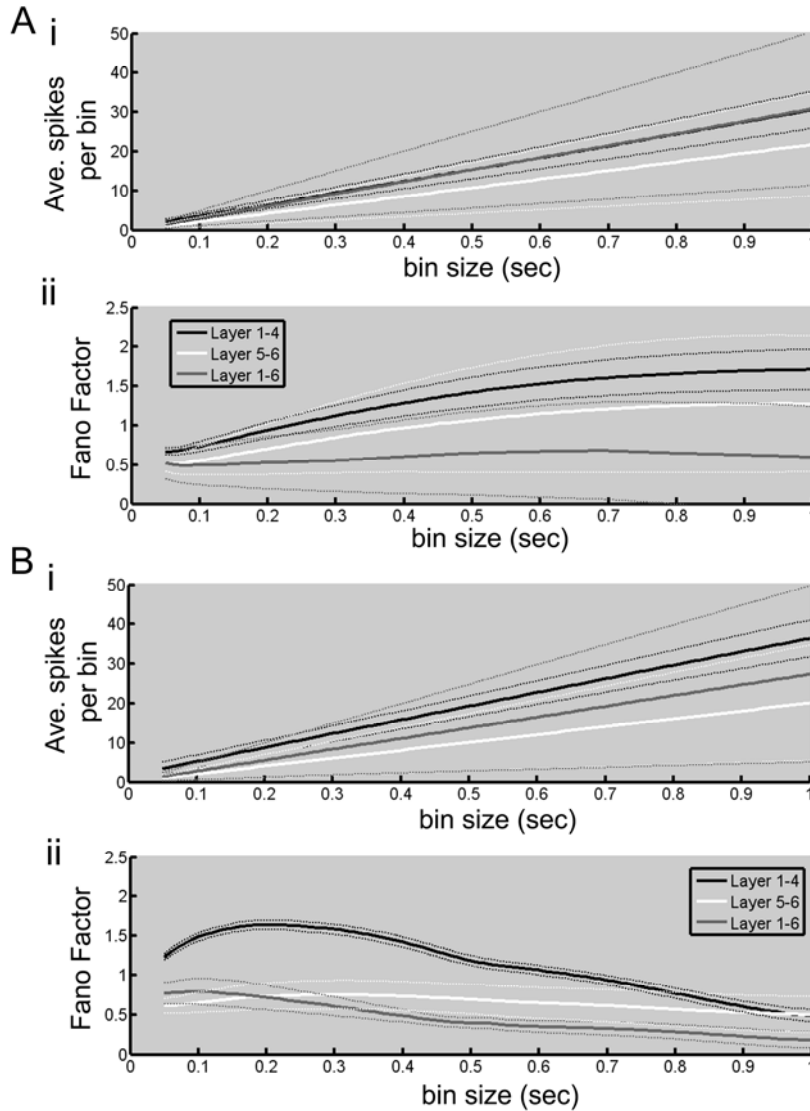 A
i
50
40
30
20
10
0
Ave. spikes
per bin
0 0.1 0.2 0.3 0.4 0.5 0.6 0.7 0.8 0.9 1
bin size (sec)
ii
2.5
2
1.5
1
0.5
0
Fano Factor
Layer 1-4
Layer 5-6
Layer 1-6
0.1 0.2 0.3 0.4 0.5 0.6 0.7 0.8 0.9 1
bin size (sec)
B
i
50
40
30
20
10
0
Ave. spikes
per bin
0.1 0.2 0.3 0.4 0.5 0.6 0.7 0.8 0.9 1
bin size (sec)
ii
2.5
2
1.5
1
0.5
0
Fano Factor
Layer 1-4
Layer 5-6
Layer 1-6
0 0.1 0.2 0.3 0.4 0.5 0.6 0.7 0.8 0.9 1
bin size (sec)